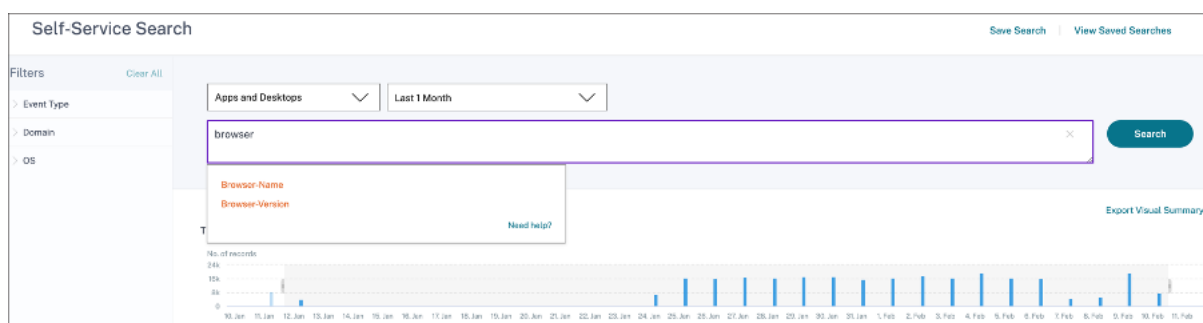 Self-Service Search
Save Search
View Saved Searches
Filters
Clear All
Event Type
Domain
OS
Apps and Desktops
Last 1 Month
browser
Search
Browser-Name
Browser-Version
Need help?
Export Visual Summary
T
No. of records
24k
15k
0
10. Jan 11. Jan 12. Jan 13. Jan 14. Jan 15. Jan 16. Jan 17. Jan 18. Jan 19. Jan 20. Jan 21. Jan 22. Jan 23. Jan 24. Jan 25. Jan 26. Jan 27. Jan 28. Jan 29. Jan 30. Jan 31. Jan 1. Feb 2. Feb 3. Feb 4. Feb 5. Feb 6. Feb 7. Feb 8. Feb 9. Feb 10. Feb 11. Feb